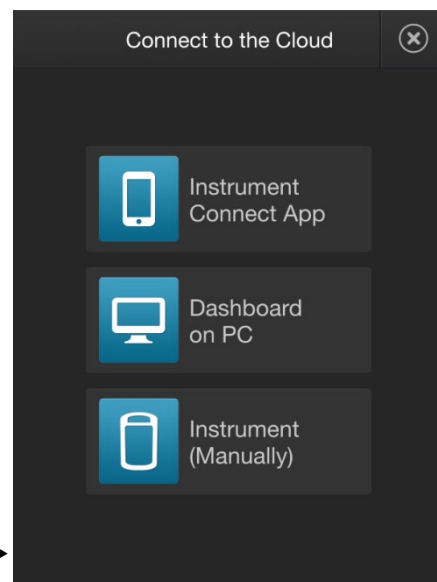 Connect to the Cloud
Instrument
Connect App
Dashboard
on PC
Instrument
(Manually)